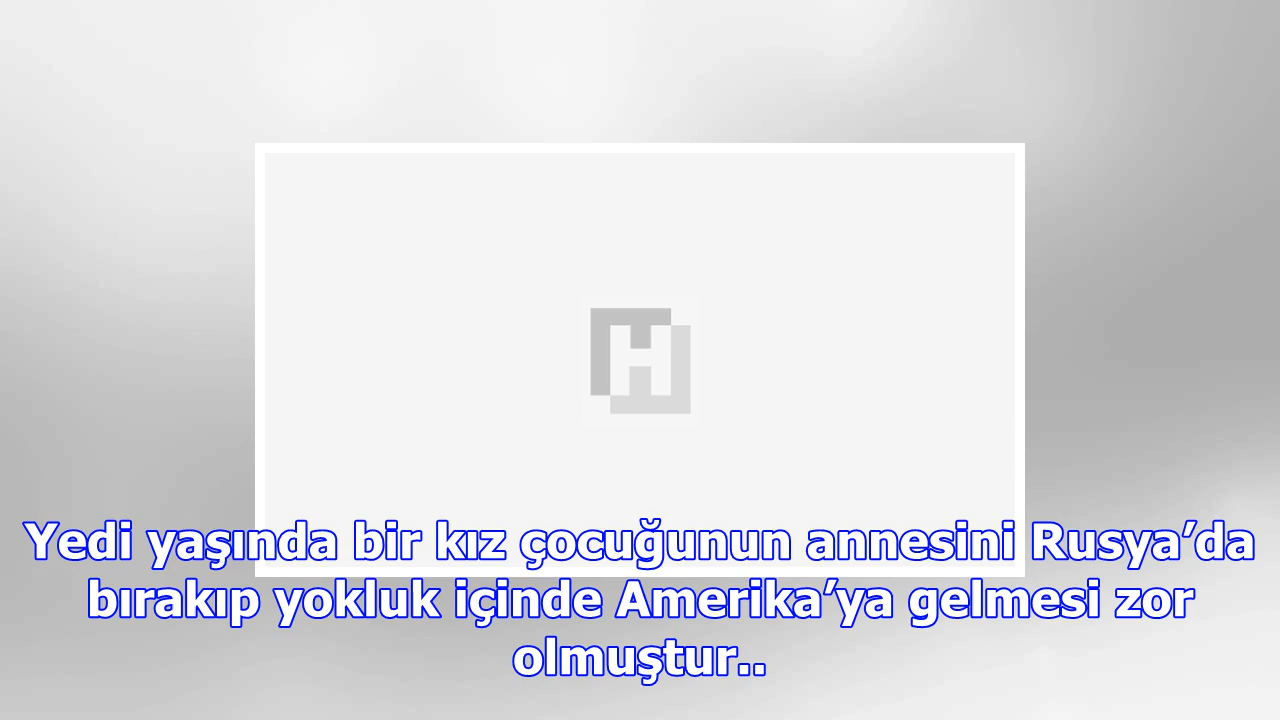 Yedi yaşında bir kız çocuğunun annesini Rusya’da
bırakıp yokluk içinde Amerika’ya gelmesi zor
olmuştur..